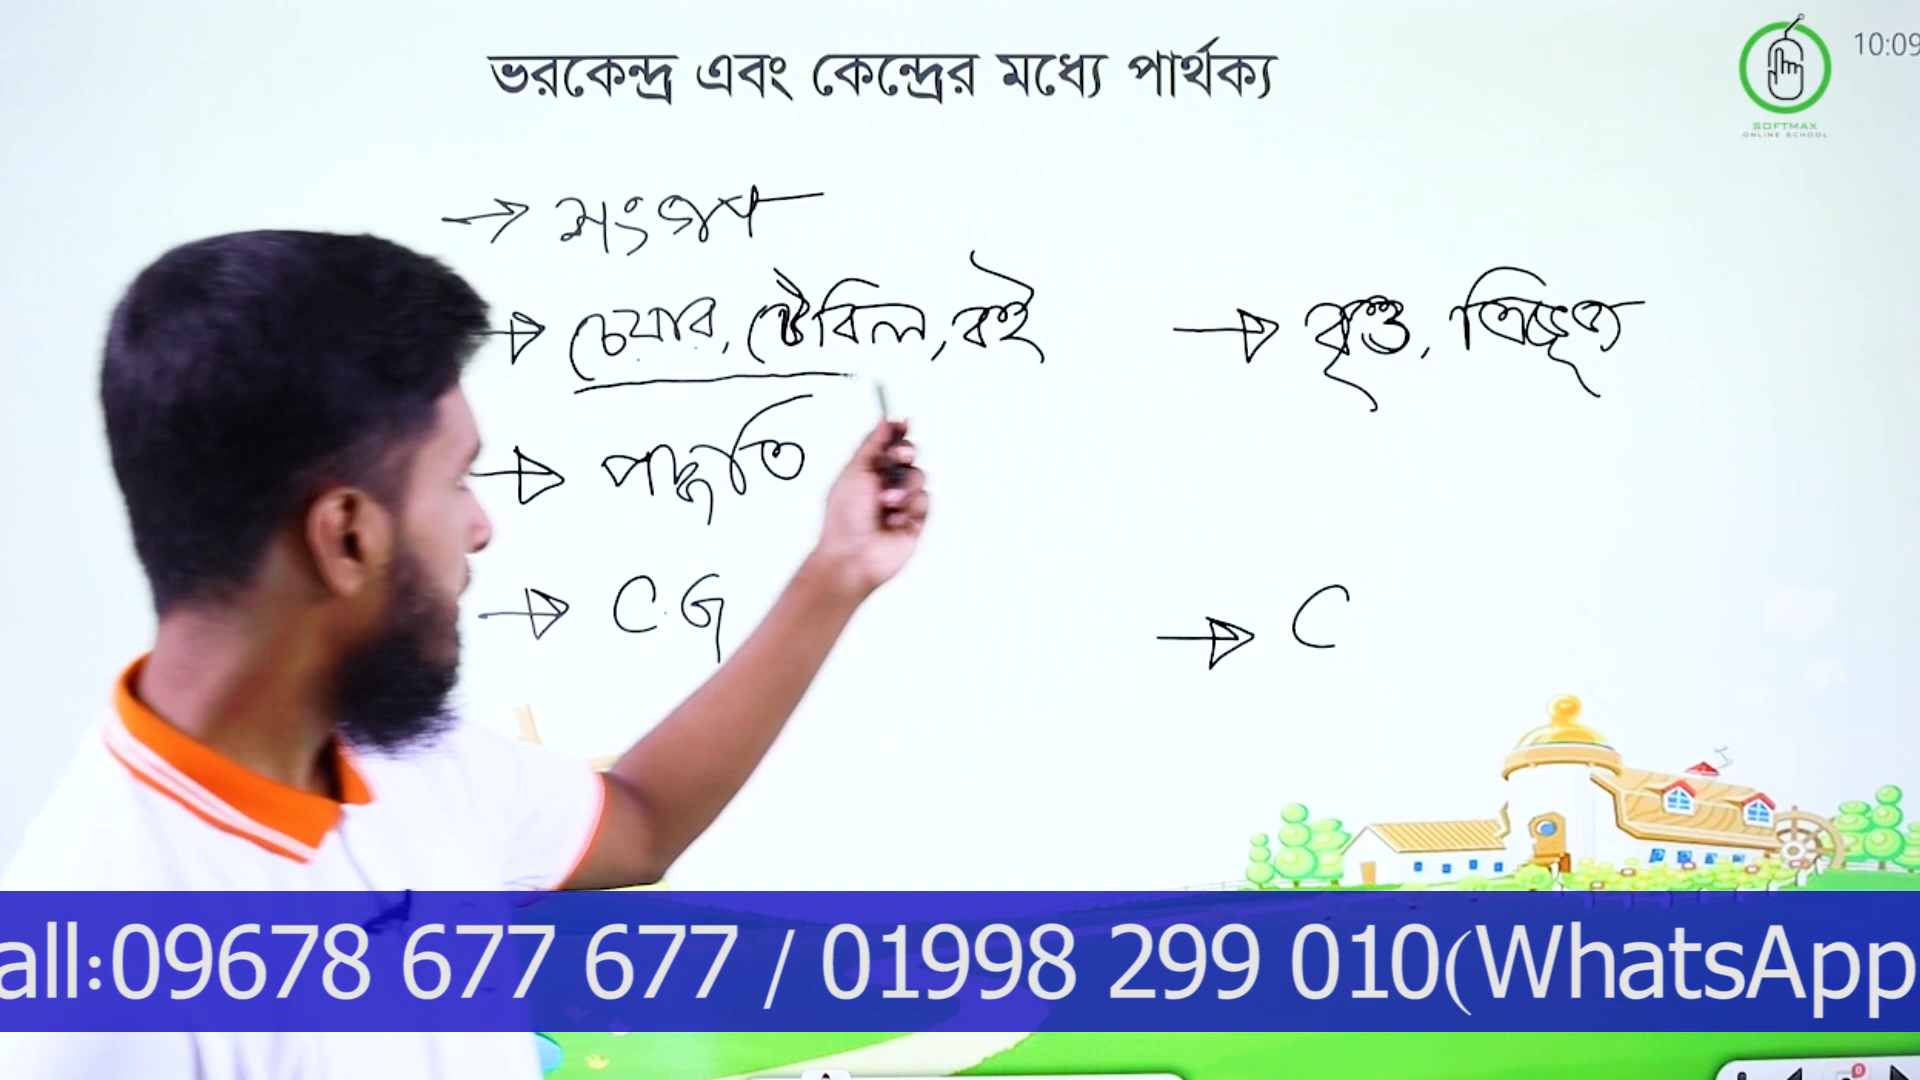 ভরকেন্দ্র এবং কেন্দ্রের মধ্যে পার্থক্য
10:09
SOFTMAX
ONLINE SCHOOL
চেয়ার, টেবিল, বই
বৃত্ত, ত্রিভূজ
পদ্ধতি
C.G
C
all:09678 677 677 / 01998 299 010(WhatsApp